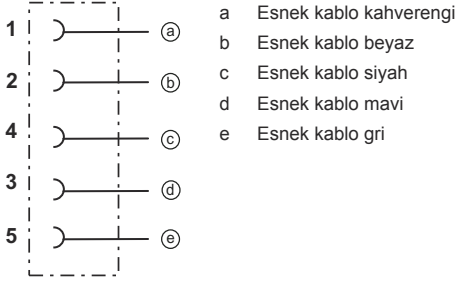 1 ⓐ
2 ⓑ
4 ⓒ
3 ⓓ
5 ⓔ
a Esnek kablo kahverengi
b Esnek kablo beyaz
c Esnek kablo siyah
d Esnek kablo mavi
e Esnek kablo gri